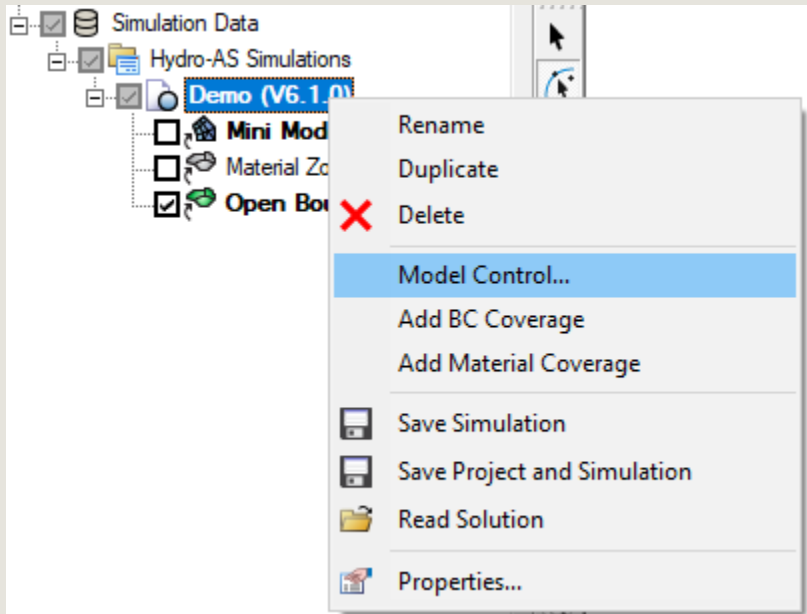 Simulation Data
Hydro-AS Simulations
Demo (V6.1.0)
Mini Mod
Material Zo
Open Bou
Rename
Duplicate
Delete
Model Control...
Add BC Coverage
Add Material Coverage
Save Simulation
Save Project and Simulation
Read Solution
Properties...